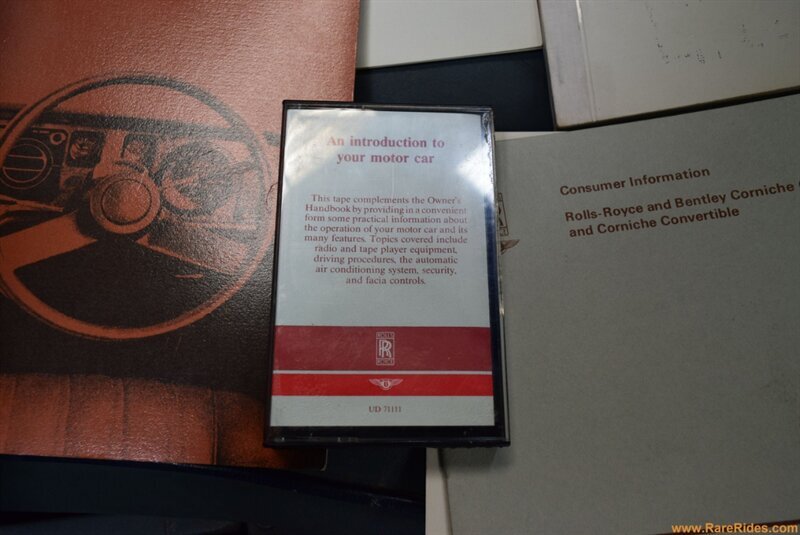 An introduction to
your motor car
This tape complements the Owner's
Handbook by providing in a convenient
form some practical information about
the operation of your motor car and its
many features. Topics covered include
radio and tape player equipment,
driving procedures, the automatic
air conditioning system, security,
and facia controls.
ROLLS
RR
ROYCE
B
UD 71111
Consumer Information
Rolls-Royce and Bentley Corniche
and Corniche Convertible
www.RareRides.com